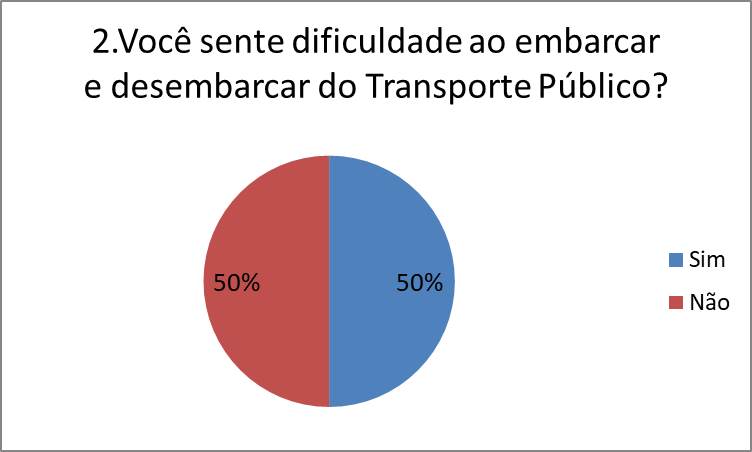 2.Você sente dificuldade ao embarcar
e desembarcar do Transporte Público?
50%
50%
Sim
Não